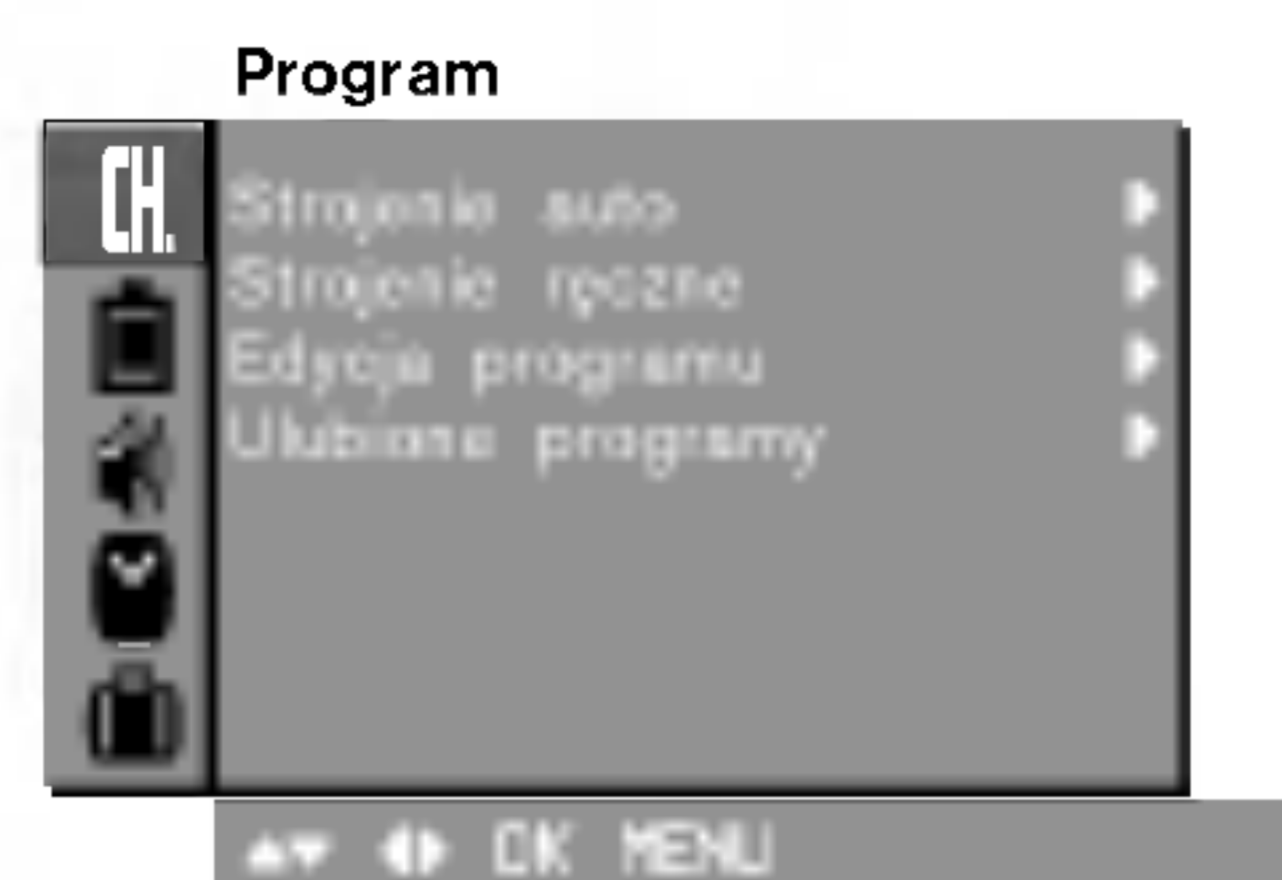 Program
CH.
Strojenie auto
Strojenie ręczne
Edycja programu
Ulubione programy
OK MENU